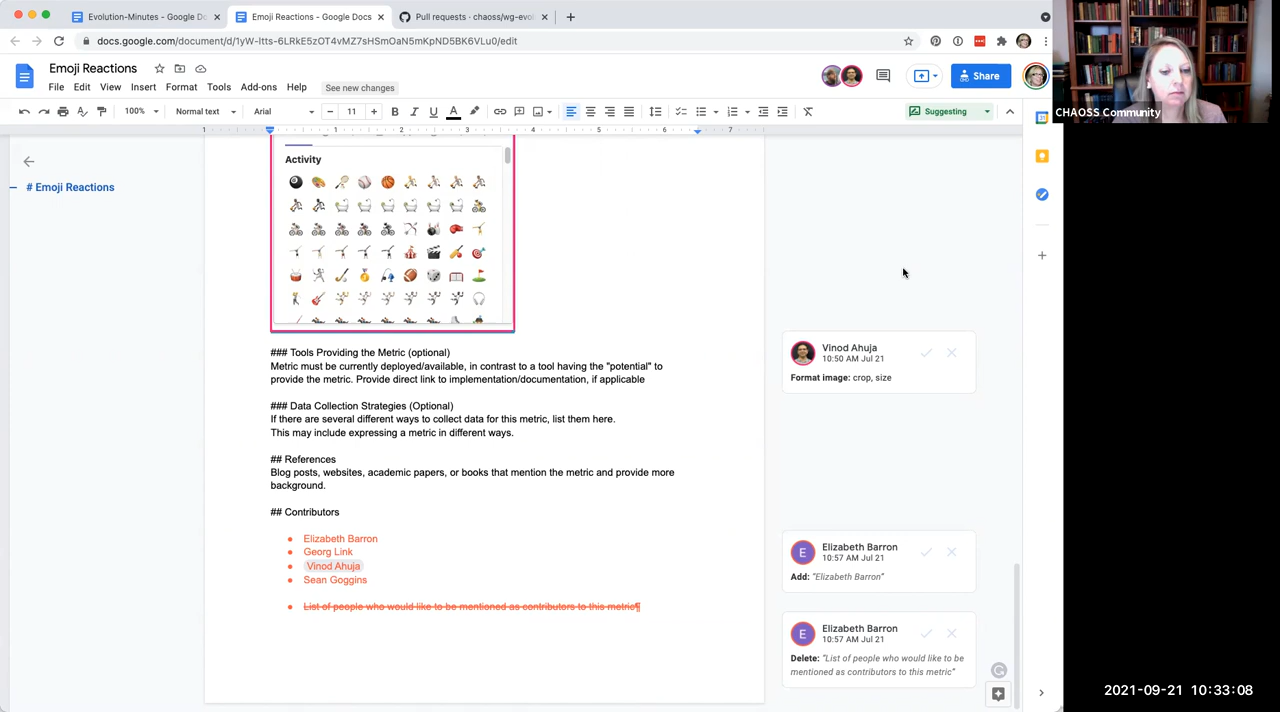 Evolution-Minutes - Google Do
Emoji Reactions - Google Docs
Pull requests · chaoss/wg-evol
docs.google.com/document/d/1yW-Itts-6LRkE5zOT4vMZ7sHSmOaN5mKpND5BK6VLu0/edit
Emoji Reactions
File Edit View Insert Format Tools Add-ons Help See new changes
Share
CHAOSS Community
100% Normal text Arial 11 Suggesting
1 1 2 3 4 5 6 7
# Emoji Reactions
Activity
### Tools Providing the Metric (optional)
Metric must be currently deployed/available, in contrast to a tool having the "potential" to
provide the metric. Provide direct link to implementation/documentation, if applicable
### Data Collection Strategies (Optional)
If there are several different ways to collect data for this metric, list them here.
This may include expressing a metric in different ways.
## References
Blog posts, websites, academic papers, or books that mention the metric and provide more
background.
## Contributors
Elizabeth Barron
Georg Link
Vinod Ahuja
Sean Goggins
List of people who would like to be mentioned as contributors to this metric¶
Vinod Ahuja
10:50 AM Jul 21
Format image: crop, size
E
Elizabeth Barron
10:57 AM Jul 21
Add: “Elizabeth Barron”
E
Elizabeth Barron
10:57 AM Jul 21
Delete: “List of people who would like to be
mentioned as contributors to this metric”
2021-09-21 10:33:08